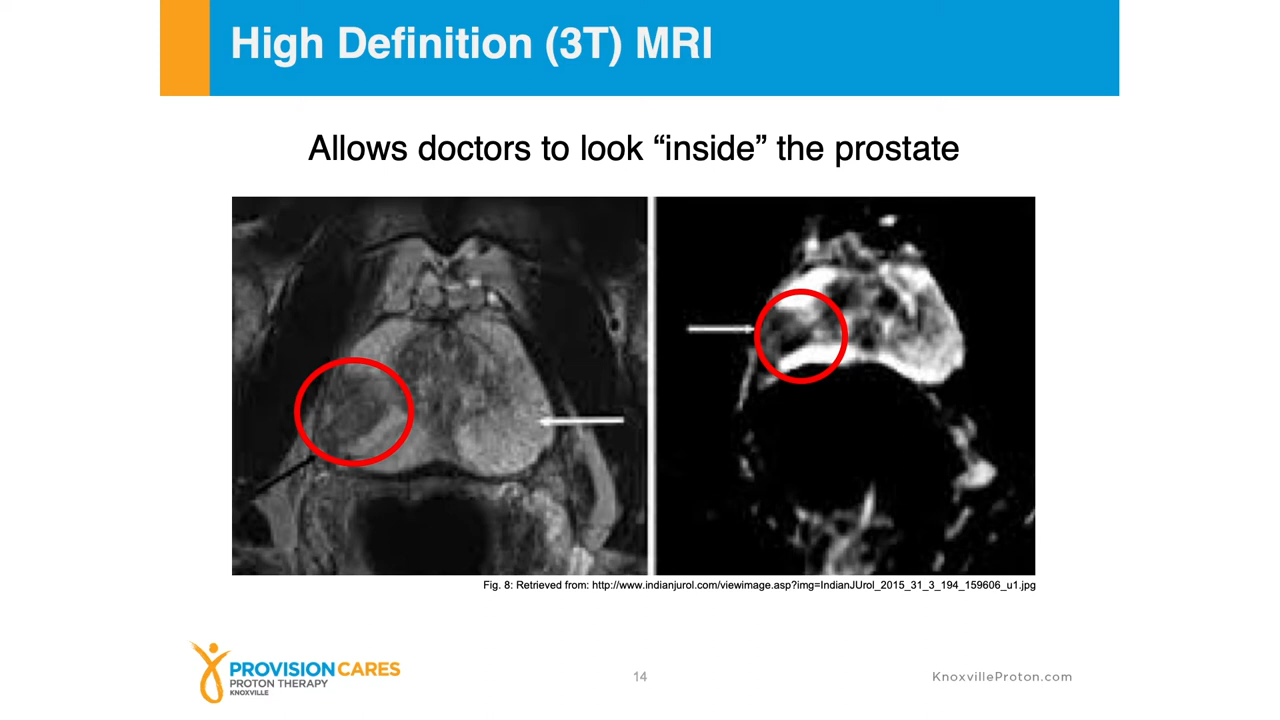 High Definition (3T) MRI
Allows doctors to look “inside” the prostate
Fig. 8: Retrieved from: http://www.indianjurol.com/viewimage.asp?img=IndianJUrol_2015_31_3_194_159606_u1.jpg
PROVISION CARES
PROTON THERAPY
KNOXVILLE
14
KnoxvilleProton.com